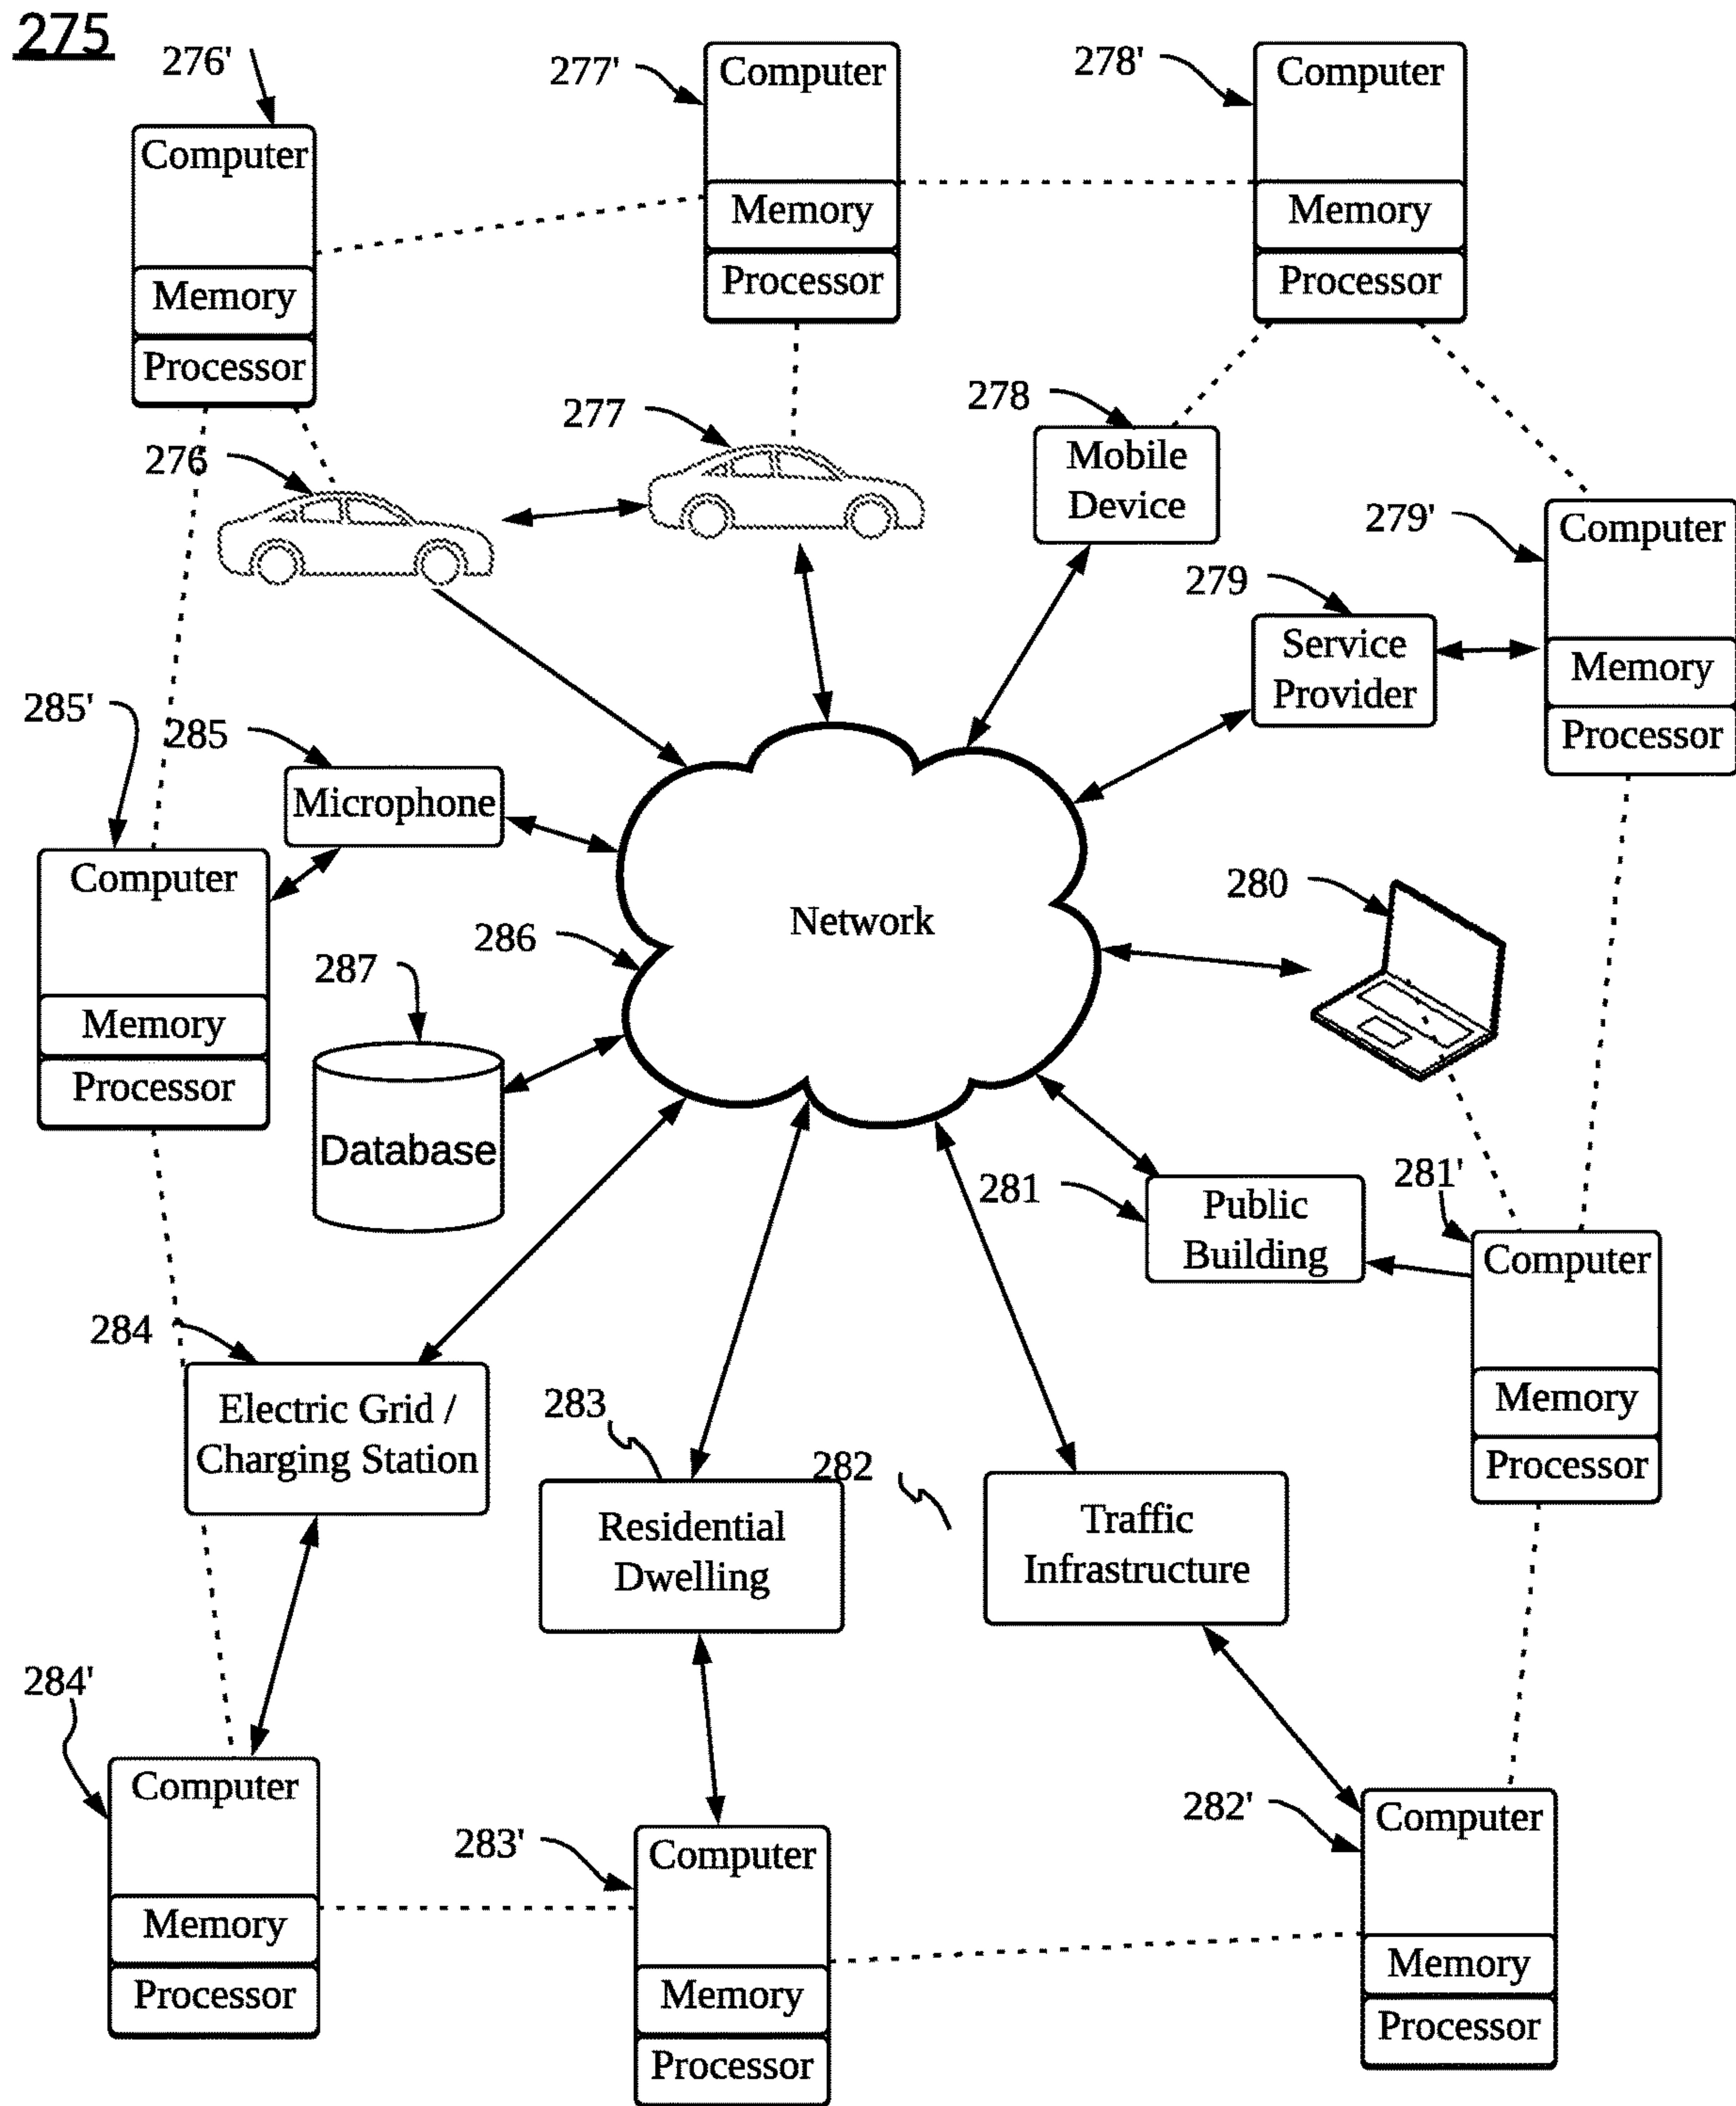 275
276'
277'
278'
Computer
Memory
Processor
Computer
Memory
Processor
Computer
Memory
Processor
276
277
278
Mobile
Device
279'
Computer
Memory
Processor
279
Service
Provider
285'
285
Microphone
Computer
Memory
Processor
286
Network
280
287
Database
281
Public
Building
281'
Computer
Memory
Processor
284
Electric Grid /
Charging Station
283
Residential
Dwelling
282
Traffic
Infrastructure
284'
Computer
Memory
Processor
283'
Computer
Memory
Processor
282'
Computer
Memory
Processor